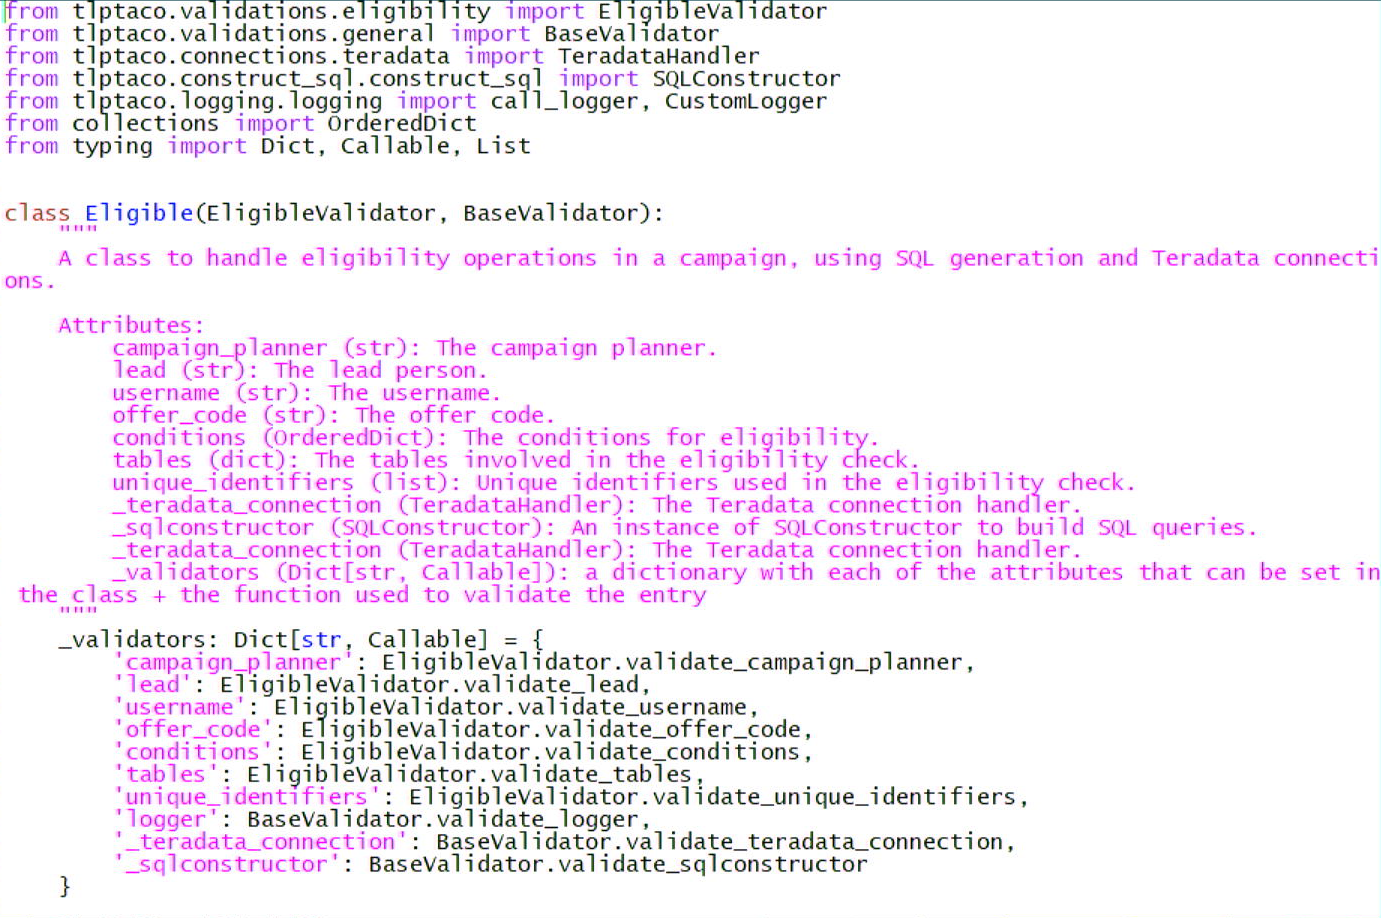 from tlptaco.validations.eligibility import EligibleValidator
from tlptaco.validations.general import BaseValidator
from tlptaco.connections.teradata import TeradataHandler
from tlptaco.construct_sql.construct_sql import SQLConstructor
from tlptaco.logging.logging import call_logger, CustomLogger
from collections import OrderedDict
from typing import Dict, Callable, List


class Eligible(EligibleValidator, BaseValidator):
    """
    A class to handle eligibility operations in a campaign, using SQL generation and Teradata connecti
ons.

    Attributes:
        campaign_planner (str): The campaign planner.
        lead (str): The lead person.
        username (str): The username.
        offer_code (str): The offer code.
        conditions (OrderedDict): The conditions for eligibility.
        tables (dict): The tables involved in the eligibility check.
        unique_identifiers (list): Unique identifiers used in the eligibility check.
        _teradata_connection (TeradataHandler): The Teradata connection handler.
        _sqlconstructor (SQLConstructor): An instance of SQLConstructor to build SQL queries.
        _teradata_connection (TeradataHandler): The Teradata connection handler.
        _validators (Dict[str, Callable]): a dictionary with each of the attributes that can be set in
 the class + the function used to validate the entry
    """
    _validators: Dict[str, Callable] = {
        'campaign_planner': EligibleValidator.validate_campaign_planner,
        'lead': EligibleValidator.validate_lead,
        'username': EligibleValidator.validate_username,
        'offer_code': EligibleValidator.validate_offer_code,
        'conditions': EligibleValidator.validate_conditions,
        'tables': EligibleValidator.validate_tables,
        'unique_identifiers': EligibleValidator.validate_unique_identifiers,
        'logger': BaseValidator.validate_logger,
        '_teradata_connection': BaseValidator.validate_teradata_connection,
        '_sqlconstructor': BaseValidator.validate_sqlconstructor
    }